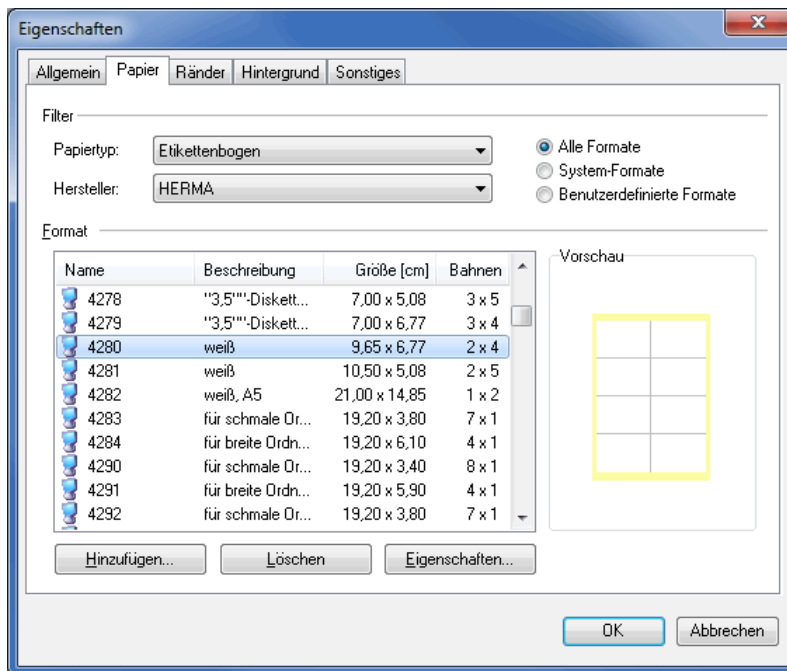 Eigenschaften
Allgemein Papier Ränder Hintergrund Sonstiges
Filter
Papiertyp: Etikettenbogen Alle Formate
System-Formate
Hersteller: HERMA Benutzerdefinierte Formate
Format
Vorschau
Name Beschreibung Größe [cm] Bahnen
4278 "3,5""-Diskett... 7,00 x 5,08 3 x 5
4279 "3,5""-Diskett... 7,00 x 6,77 3 x 4
4280 weiß 9,65 x 6,77 2 x 4
4281 weiß 10,50 x 5,08 2 x 5
4282 weiß, A5 21,00 x 14,85 1 x 2
4283 für schmale Or... 19,20 x 3,80 7 x 1
4284 für breite Ordn... 19,20 x 6,10 4 x 1
4290 für schmale Or... 19,20 x 3,40 8 x 1
4291 für breite Ordn... 19,20 x 5,90 4 x 1
4292 für schmale Or... 19,20 x 3,80 7 x 1
Hinzufügen... Löschen Eigenschaften...
OK Abbrechen